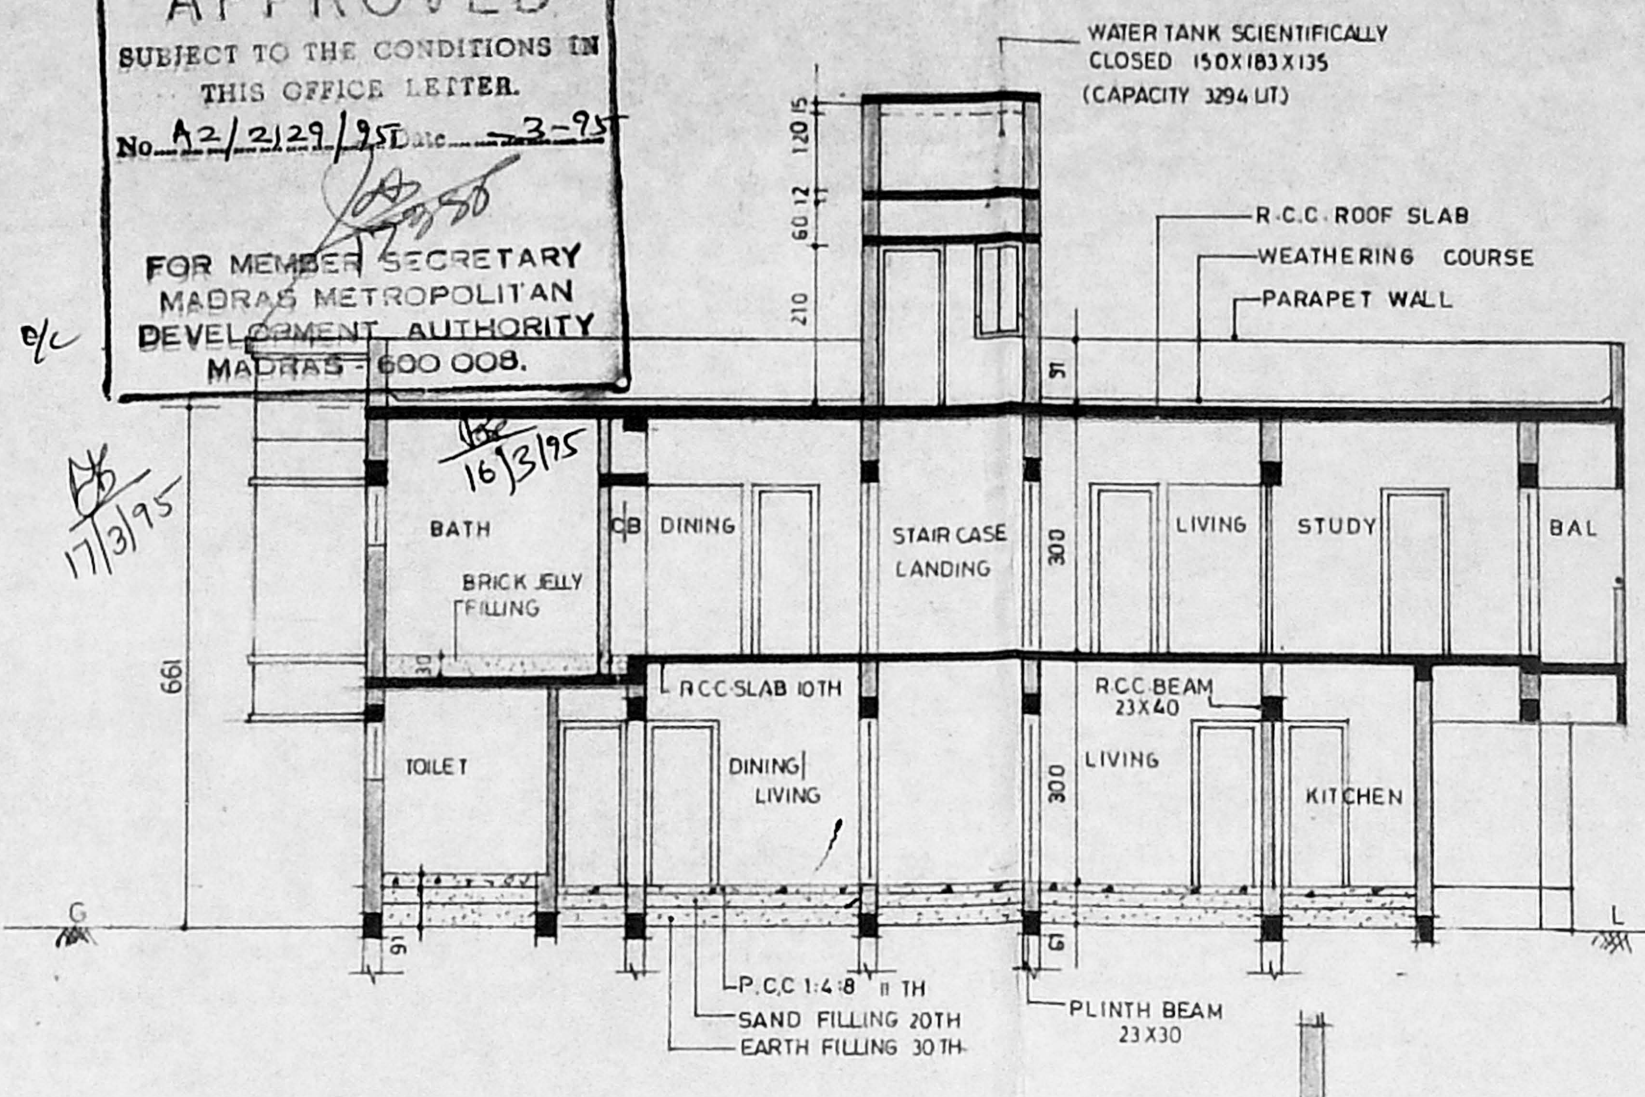 APPROVED
SUBJECT TO THE CONDITIONS IN
THIS OFFICE LETTER.
No A2/2129/95 Date -3-95
FOR MEMBER SECRETARY
MADRAS METROPOLITAN
DEVELOPMENT AUTHORITY
MADRAS - 600 008.
16/3/95
17/3/95
WATER TANK SCIENTIFICALLY
CLOSED 150X183X135
(CAPACITY 3294 LIT)
R.C.C. ROOF SLAB
WEATHERING COURSE
PARAPET WALL
15
120
12
60
210
91
BATH
CB
DINING
STAIR CASE
LANDING
300
LIVING
STUDY
BAL
BRICK JELLY
FILLING
30
661
R.C.C. SLAB 10TH
R.C.C. BEAM
23X40
TOILET
DINING/
LIVING
300
LIVING
KITCHEN
G
L
61
P.C.C 1:4:8 11 TH
SAND FILLING 20TH
EARTH FILLING 30TH
PLINTH BEAM
23X30